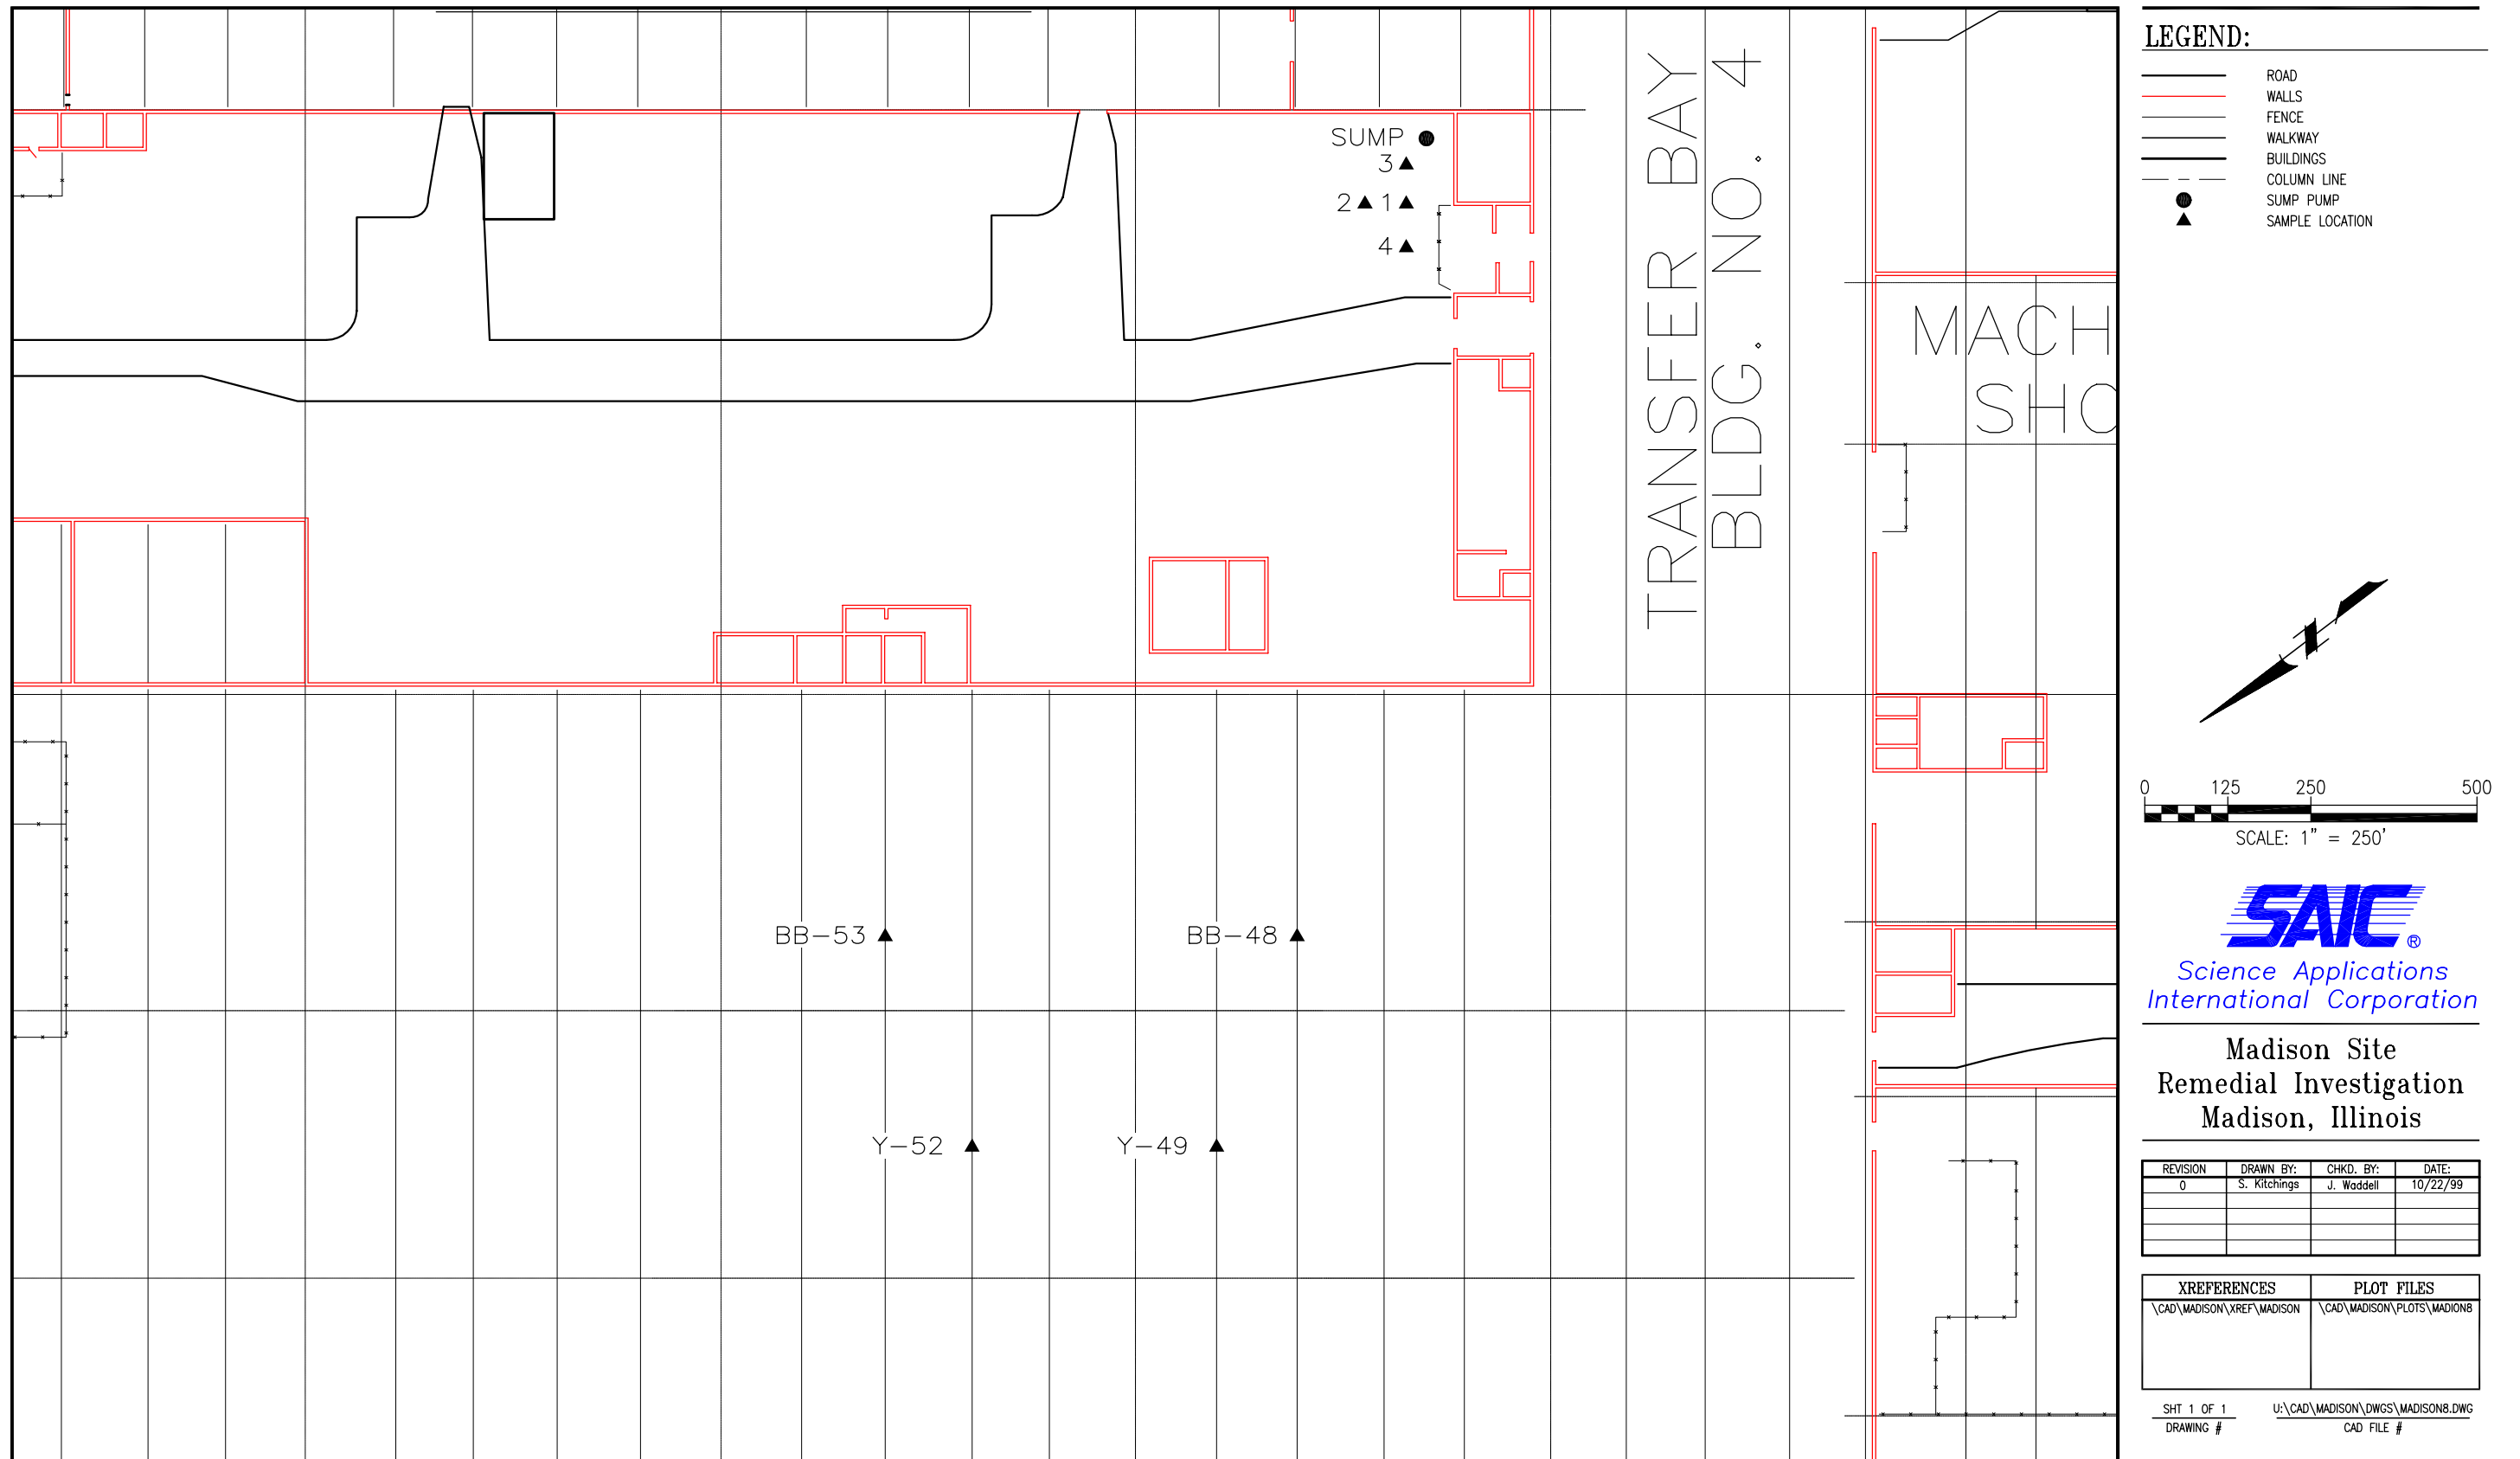 SUMP
3
2 1
4
TRANSFER BAY
BLDG. NO. 4
MACH
SHO
BB-53
BB-48
Y-52
Y-49
LEGEND:
ROAD
WALLS
FENCE
WALKWAY
BUILDINGS
COLUMN LINE
SUMP PUMP
SAMPLE LOCATION
N
0 125 250 500
SCALE: 1" = 250'
SAIC®
Science Applications
International Corporation
Madison Site
Remedial Investigation
Madison, Illinois
REVISION DRAWN BY: CHKD. BY: DATE:
0 S. Kitchings J. Waddell 10/22/99
XREFERENCES PLOT FILES
\CAD\MADISON\XREF\MADISON \CAD\MADISON\PLOTS\MADION8
SHT 1 OF 1 U:\CAD\MADISON\DWGS\MADISON8.DWG
DRAWING # CAD FILE #